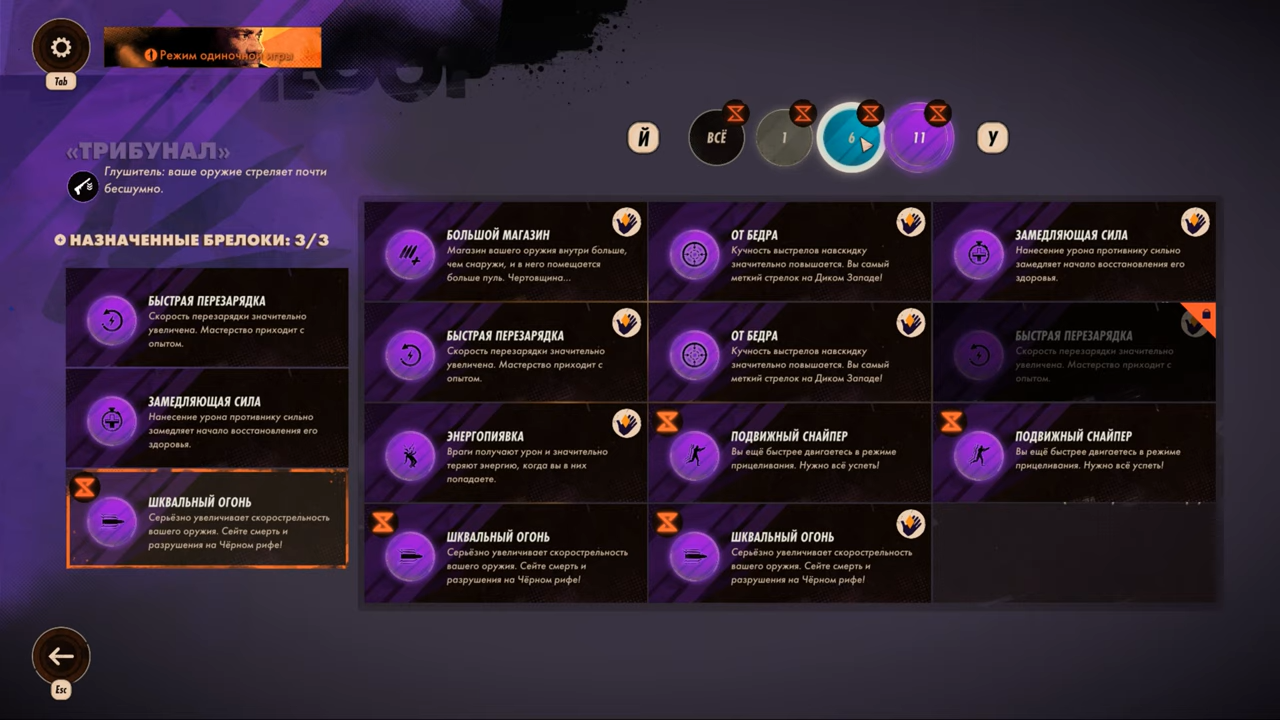 Режим одиночной игры
Tab
Й
ВСЁ
1
6
11
У
«ТРИБУНАЛ»
Глушитель: ваше оружие стреляет почти
бесшумно.
НАЗНАЧЕННЫЕ БРЕЛОКИ: 3/3
БЫСТРАЯ ПЕРЕЗАРЯДКА
Скорость перезарядки значительно
увеличена. Мастерство приходит с
опытом.
ЗАМЕДЛЯЮЩАЯ СИЛА
Нанесение урона противнику сильно
замедляет начало восстановления его
здоровья.
ШКВАЛЬНЫЙ ОГОНЬ
Серьёзно увеличивает скорострельность
вашего оружия. Сейте смерть и
разрушения на Чёрном рифе!
БОЛЬШОЙ МАГАЗИН
Магазин вашего оружия внутри больше,
чем снаружи, и в него помещается
больше пуль. Чертовщина...
ОТ БЕДРА
Кучность выстрелов навскидку
значительно повышается. Вы самый
меткий стрелок на Диком Западе!
ЗАМЕДЛЯЮЩАЯ СИЛА
Нанесение урона противнику сильно
замедляет начало восстановления его
здоровья.
БЫСТРАЯ ПЕРЕЗАРЯДКА
Скорость перезарядки значительно
увеличена. Мастерство приходит с
опытом.
ОТ БЕДРА
Кучность выстрелов навскидку
значительно повышается. Вы самый
меткий стрелок на Диком Западе!
БЫСТРАЯ ПЕРЕЗАРЯДКА
Скорость перезарядки значительно
увеличена. Мастерство приходит с
опытом.
ЭНЕРГОПИЯВКА
Враги получают урон и значительно
теряют энергию, когда вы в них
попадаете.
ПОДВИЖНЫЙ СНАЙПЕР
Вы ещё быстрее двигаетесь в режиме
прицеливания. Нужно всё успеть!
ПОДВИЖНЫЙ СНАЙПЕР
Вы ещё быстрее двигаетесь в режиме
прицеливания. Нужно всё успеть!
ШКВАЛЬНЫЙ ОГОНЬ
Серьёзно увеличивает скорострельность
вашего оружия. Сейте смерть и
разрушения на Чёрном рифе!
ШКВАЛЬНЫЙ ОГОНЬ
Серьёзно увеличивает скорострельность
вашего оружия. Сейте смерть и
разрушения на Чёрном рифе!
Esc